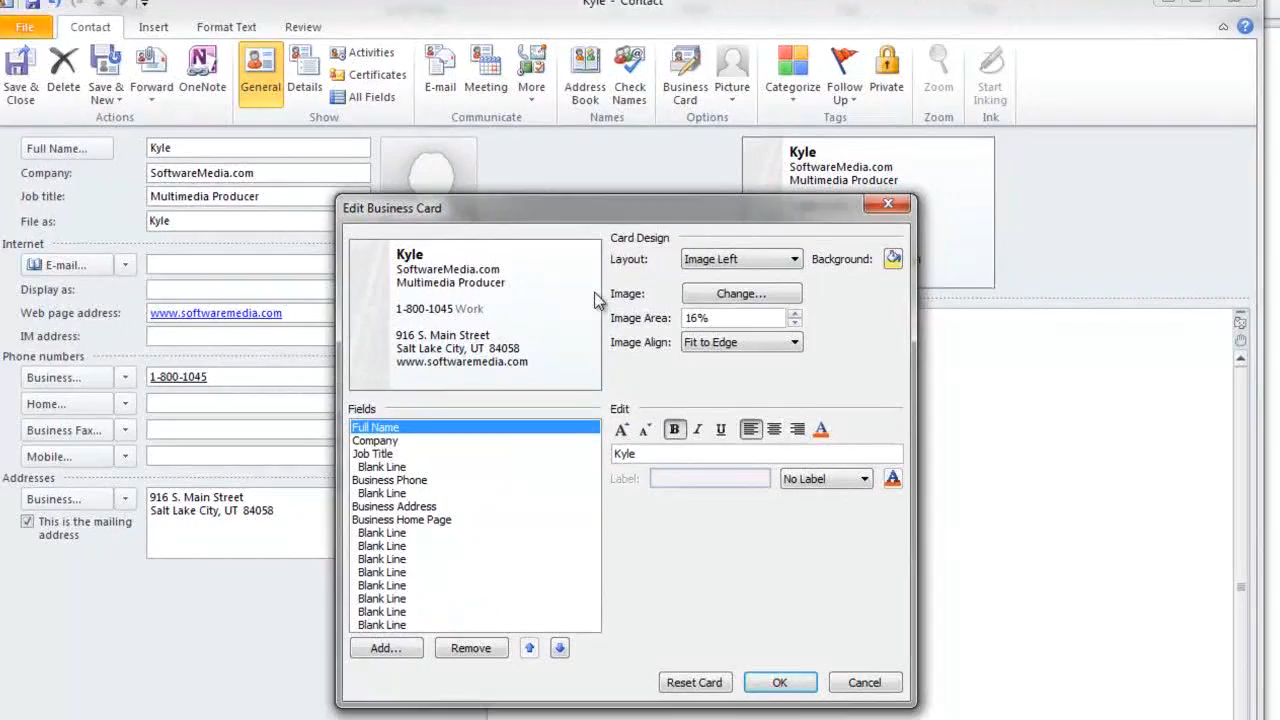 Kyle - Contact
File Contact Insert Format Text Review
Save & Close Delete Save & New Forward OneNote General Details Activities Certificates All Fields E-mail Meeting More Address Book Check Names Business Card Picture Categorize Follow Up Private Zoom Start Inking
Actions Show Communicate Names Options Tags Zoom Ink
Full Name... Kyle
Company: SoftwareMedia.com
Job title: Multimedia Producer
File as: Kyle
Internet
E-mail...
Display as:
Web page address: www.softwaremedia.com
IM address:
Phone numbers
Business... 1-800-1045
Home...
Business Fax...
Mobile...
Addresses
Business... 916 S. Main Street
Salt Lake City, UT 84058
This is the mailing
address
Kyle
SoftwareMedia.com
Multimedia Producer
Edit Business Card
Kyle
SoftwareMedia.com
Multimedia Producer
1-800-1045 Work
916 S. Main Street
Salt Lake City, UT 84058
www.softwaremedia.com
Card Design
Layout: Image Left Background:
Image: Change...
Image Area: 16%
Image Align: Fit to Edge
Fields
Full Name
Company
Job Title
Blank Line
Business Phone
Blank Line
Business Address
Business Home Page
Blank Line
Blank Line
Blank Line
Blank Line
Blank Line
Blank Line
Blank Line
Blank Line
Add... Remove
Edit
A A B I U A
Kyle
Label: No Label A
Reset Card OK Cancel